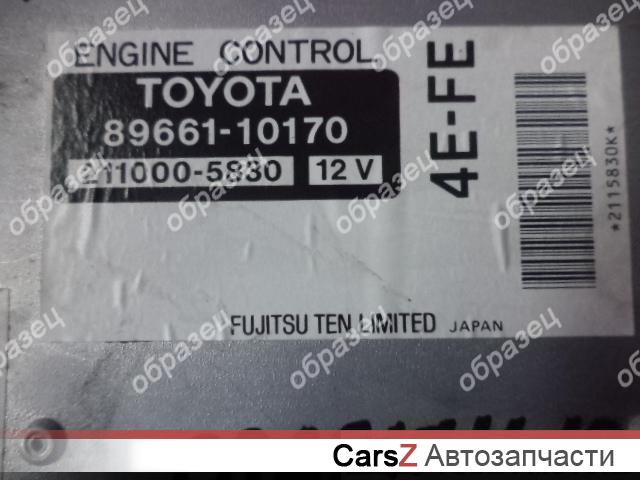 ENGINE CONTROL
TOYOTA
89661-10170
211000-5830 12 V
4E-FE
*2115830K*
FUJITSU TEN LIMITED JAPAN
образец
CarsZ Автозапчасти